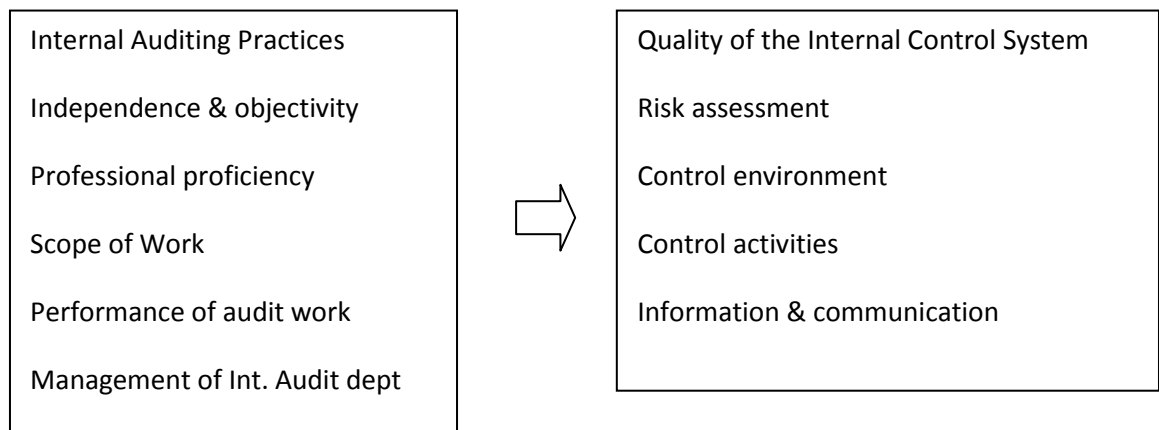 Internal Auditing Practices
Independence & objectivity
Professional proficiency
Scope of Work
Performance of audit work
Management of Int. Audit dept
Quality of the Internal Control System
Risk assessment
Control environment
Control activities
Information & communication